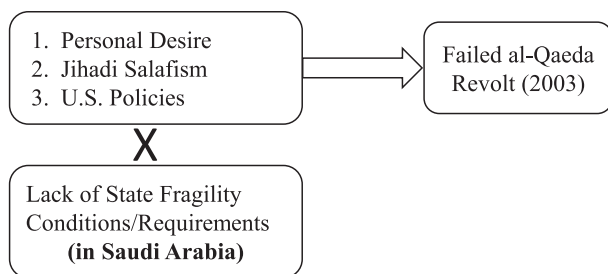 1. Personal Desire
2. Jihadi Salafism
3. U.S. Policies
Failed al-Qaeda
Revolt (2003)
X
Lack of State Fragility
Conditions/Requirements
(in Saudi Arabia)